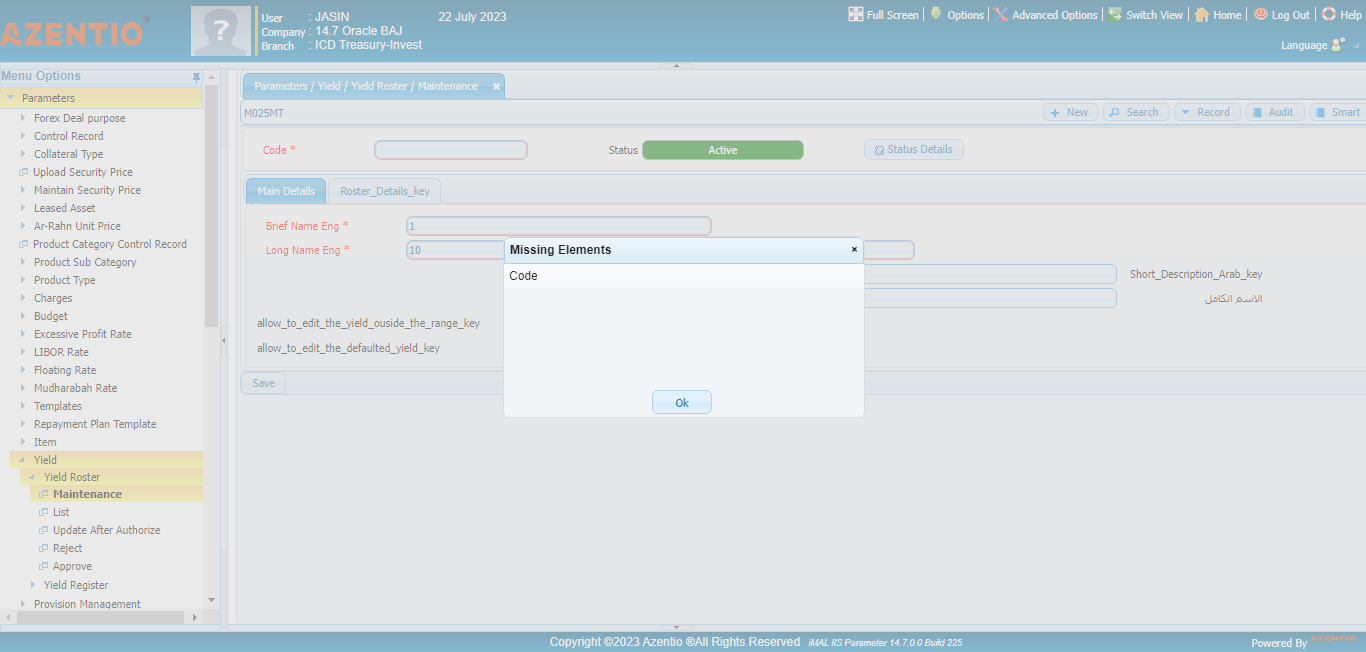 AZENTIO™
User : JASIN 22 July 2023
Company : 14.7 Oracle BAJ
Branch : ICD Treasury-Invest
Full Screen Options Advanced Options Switch View Home Log Out Help
Language
Menu Options
Parameters
Forex Deal purpose
Control Record
Collateral Type
Upload Security Price
Maintain Security Price
Leased Asset
Ar-Rahn Unit Price
Product Category Control Record
Product Sub Category
Product Type
Charges
Budget
Excessive Profit Rate
LIBOR Rate
Floating Rate
Mudharabah Rate
Templates
Repayment Plan Template
Item
Yield
Yield Roster
Maintenance
List
Update After Authorize
Reject
Approve
Yield Register
Provision Management
Parameters / Yield / Yield Roster / Maintenance
M025MT
New Search Record Audit Smart
Code * Status Active Status Details
Main Details Roster_Details_key
Brief Name Eng * 1
Long Name Eng * 10
Short_Description_Arab_key
الاسم الكامل
allow_to_edit_the_yield_ouside_the_range_key
allow_to_edit_the_defaulted_yield_key
Save
Missing Elements
Code
Ok
Copyright ©2023 Azentio ®All Rights Reserved iMAL IIS Parameter 14.7.0.0 Build 225
Powered By AZENTIO